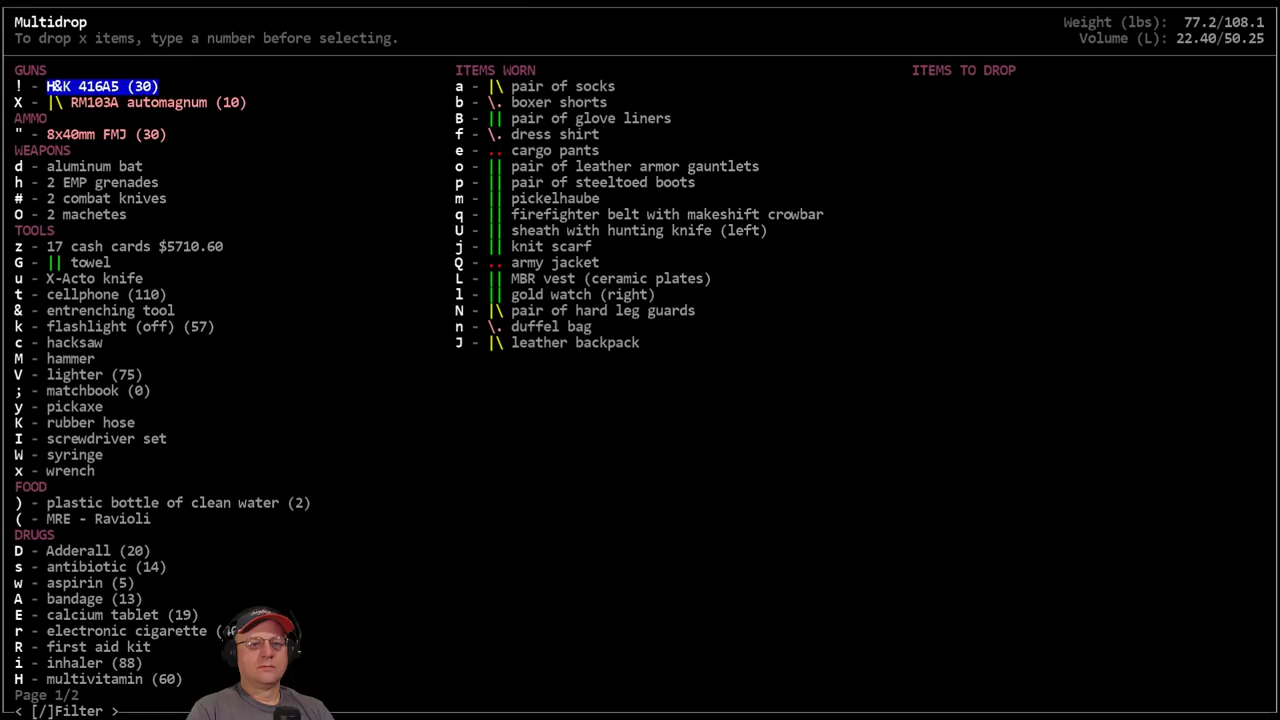 Multidrop
To drop x items, type a number before selecting.
Weight (lbs): 77.2/108.1
Volume (L): 22.40/50.25
GUNS
! - H&K 416A5 (30)
X - |\ RM103A automagnum (10)
AMMO
" - 8x40mm FMJ (30)
WEAPONS
d - aluminum bat
h - 2 EMP grenades
# - 2 combat knives
O - 2 machetes
TOOLS
z - 17 cash cards $5710.60
G - || towel
u - X-Acto knife
t - cellphone (110)
& - entrenching tool
k - flashlight (off) (57)
c - hacksaw
M - hammer
V - lighter (75)
; - matchbook (0)
y - pickaxe
K - rubber hose
I - screwdriver set
W - syringe
x - wrench
FOOD
) - plastic bottle of clean water (2)
( - MRE - Ravioli
DRUGS
D - Adderall (20)
s - antibiotic (14)
w - aspirin (5)
A - bandage (13)
E - calcium tablet (19)
r - electronic cigarette
R - first aid kit
i - inhaler (88)
H - multivitamin (60)
Page 1/2
< [/]Filter >
ITEMS WORN
a - |\ pair of socks
b - \. boxer shorts
B - || pair of glove liners
f - \. dress shirt
e - .. cargo pants
o - || pair of leather armor gauntlets
p - || pair of steeltoed boots
m - || pickelhaube
q - || firefighter belt with makeshift crowbar
U - || sheath with hunting knife (left)
j - || knit scarf
Q - .. army jacket
L - || MBR vest (ceramic plates)
l - || gold watch (right)
N - |\ pair of hard leg guards
n - \. duffel bag
J - |\ leather backpack
ITEMS TO DROP